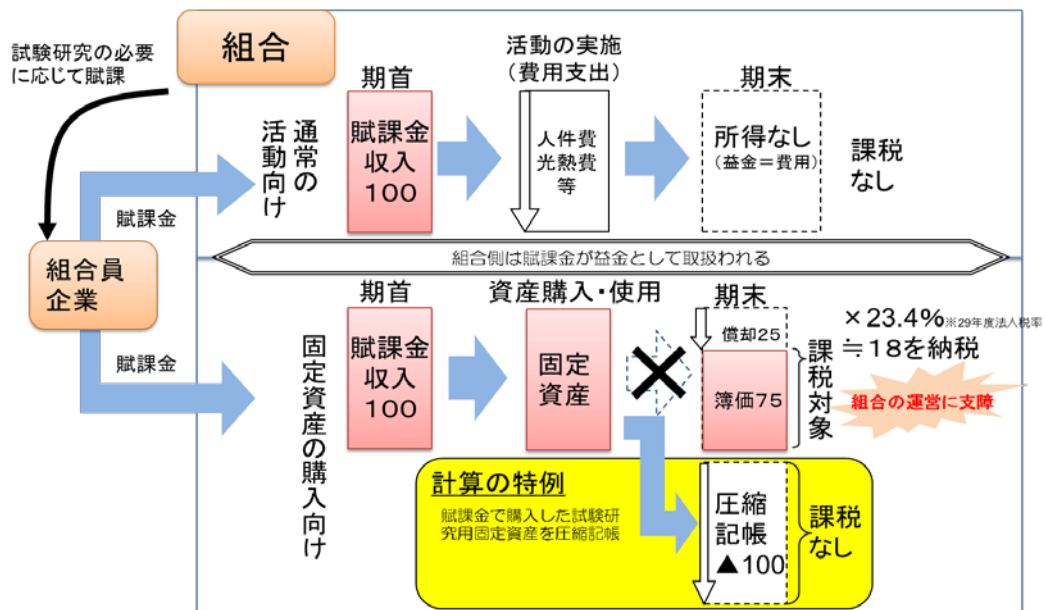 組合
試験研究の必要
に応じて賦課
活動の実施
(費用支出)
期首
期末
通常の
活動向け
賦課金
収入
100
人件費
光熱費
等
所得なし
(益金=費用)
課税
なし
賦課金
組合員
企業
組合側は賦課金が益金として取扱われる
賦課金
期首
資産購入・使用
期末
固定資産の購入向け
賦課金
収入
100
固定
資産
償却25
簿価75
課税対象
×23.4%※29年度法人税率
≒18を納税
組合の運営に支障
計算の特例
賦課金で購入した試験研
究用固定資産を圧縮記帳
圧縮
記帳
▲100
課税
なし